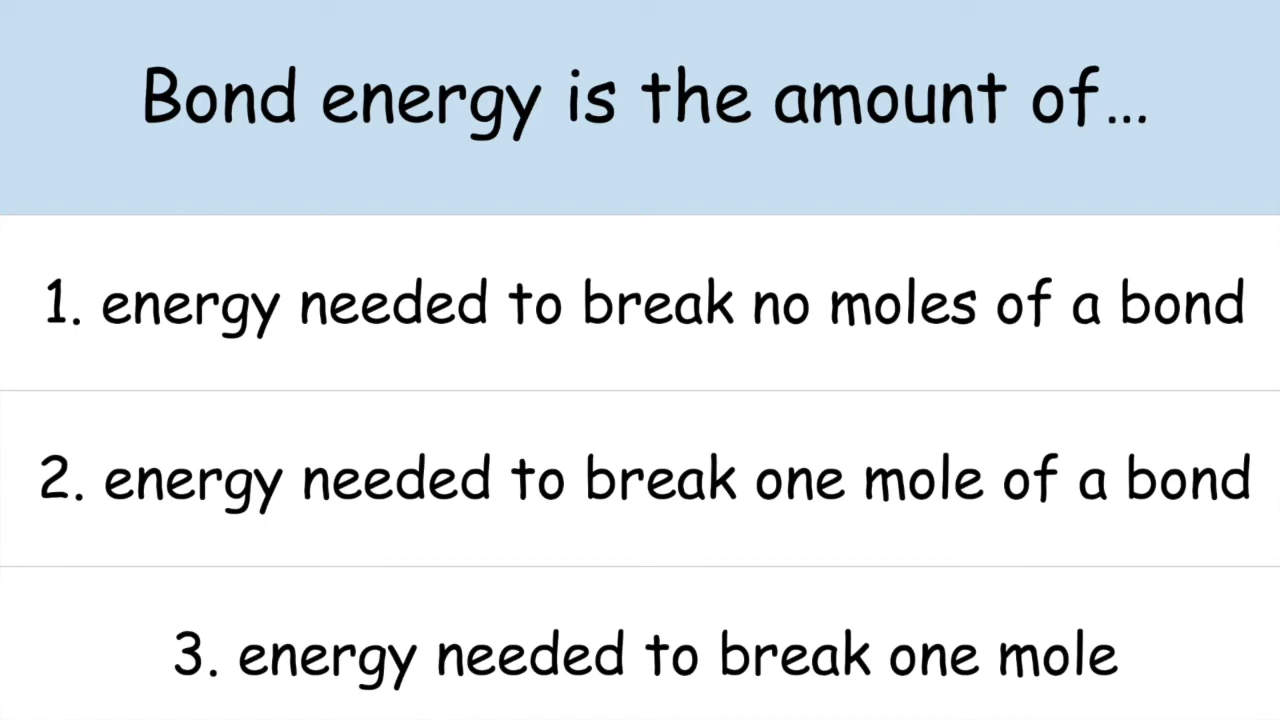 Bond energy is the amount of...
1. energy needed to break no moles of a bond
2. energy needed to break one mole of a bond
3. energy needed to break one mole